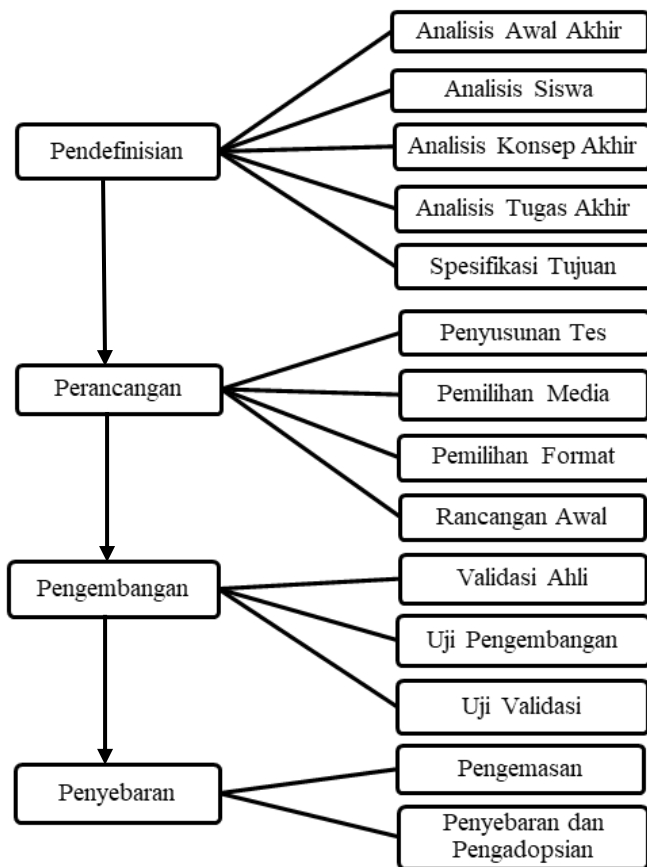 Pendefinisian
Analisis Awal Akhir
Analisis Siswa
Analisis Konsep Akhir
Analisis Tugas Akhir
Spesifikasi Tujuan
Perancangan
Penyusunan Tes
Pemilihan Media
Pemilihan Format
Rancangan Awal
Pengembangan
Validasi Ahli
Uji Pengembangan
Uji Validasi
Penyebaran
Pengemasan
Penyebaran dan
Pengadopsian